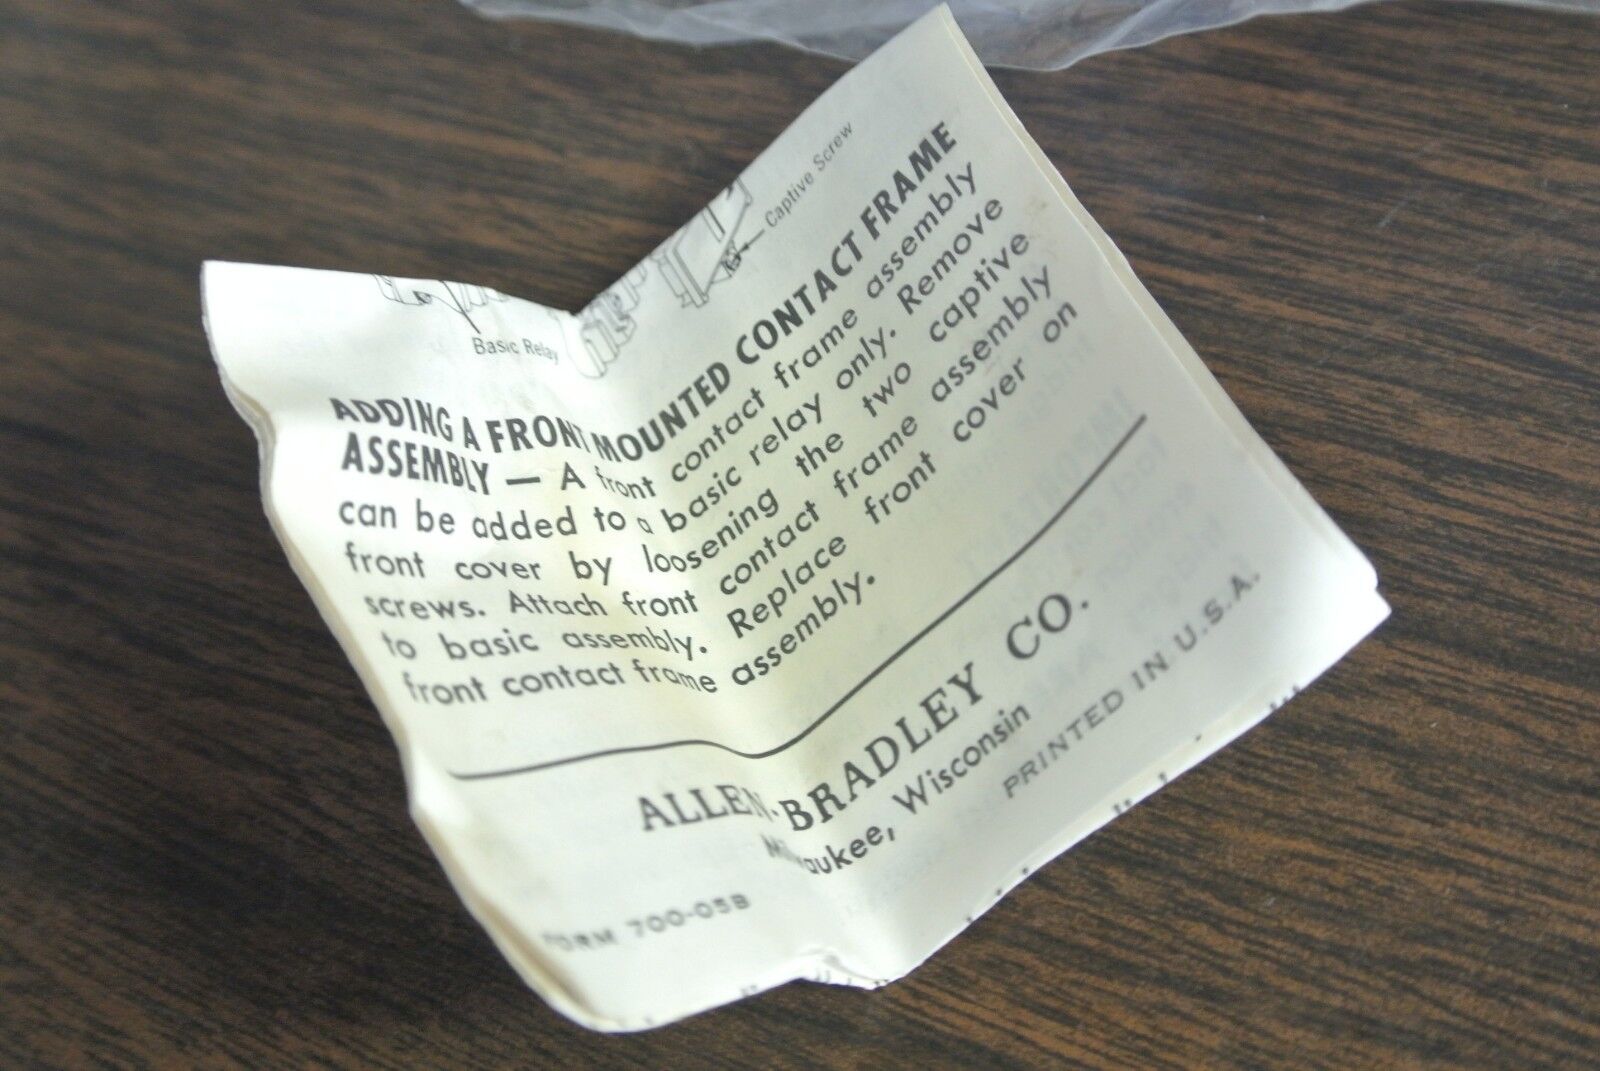 Captive Screw
Basic Relay
ADDING A FRONT MOUNTED CONTACT FRAME
ASSEMBLY — A front contact frame assembly
can be added to a basic relay only. Remove
front cover by loosening the two captive
screws. Attach front contact frame assembly
to basic assembly. Replace front cover on
front contact frame assembly.
ALLEN-BRADLEY CO.
Milwaukee, Wisconsin
FORM 700-05B
PRINTED IN U.S.A.